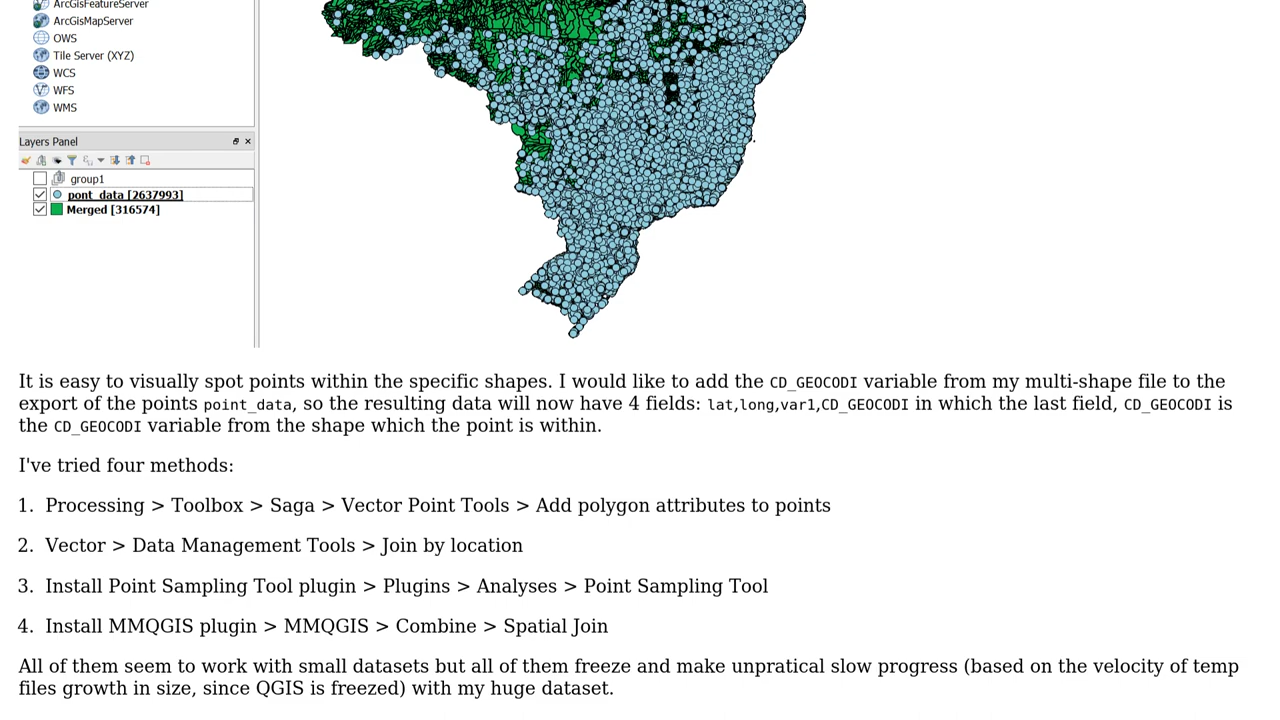 ArcGisFeatureServer
ArcGisMapServer
OWS
Tile Server (XYZ)
WCS
WFS
WMS
Layers Panel
group1
pont_data [2637993]
Merged [316574]
It is easy to visually spot points within the specific shapes. I would like to add the CD_GEOCODI variable from my multi-shape file to the
export of the points point_data, so the resulting data will now have 4 fields: lat,long,var1,CD_GEOCODI in which the last field, CD_GEOCODI is
the CD_GEOCODI variable from the shape which the point is within.
I've tried four methods:
1. Processing > Toolbox > Saga > Vector Point Tools > Add polygon attributes to points
2. Vector > Data Management Tools > Join by location
3. Install Point Sampling Tool plugin > Plugins > Analyses > Point Sampling Tool
4. Install MMQGIS plugin > MMQGIS > Combine > Spatial Join
All of them seem to work with small datasets but all of them freeze and make unpratical slow progress (based on the velocity of temp
files growth in size, since QGIS is freezed) with my huge dataset.